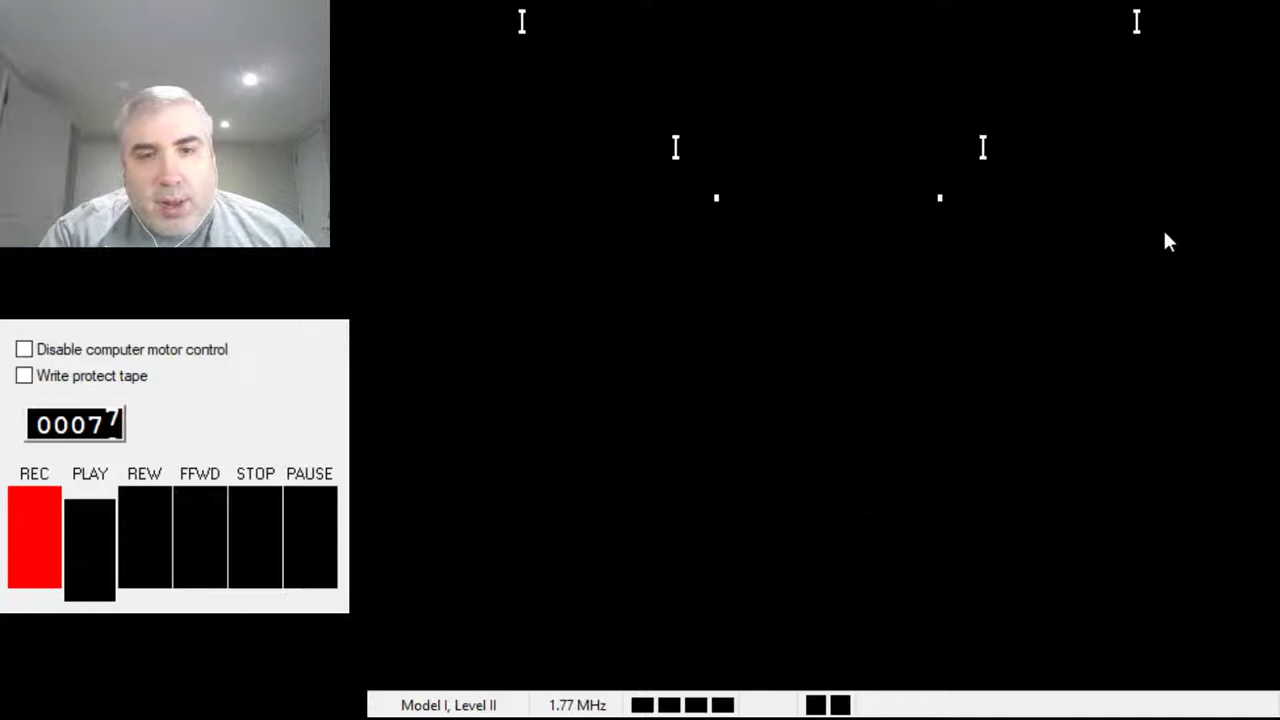 I I
I I
. .
Disable computer motor control
Write protect tape
00077
REC PLAY REW FFWD STOP PAUSE
Model I, Level II 1.77 MHz